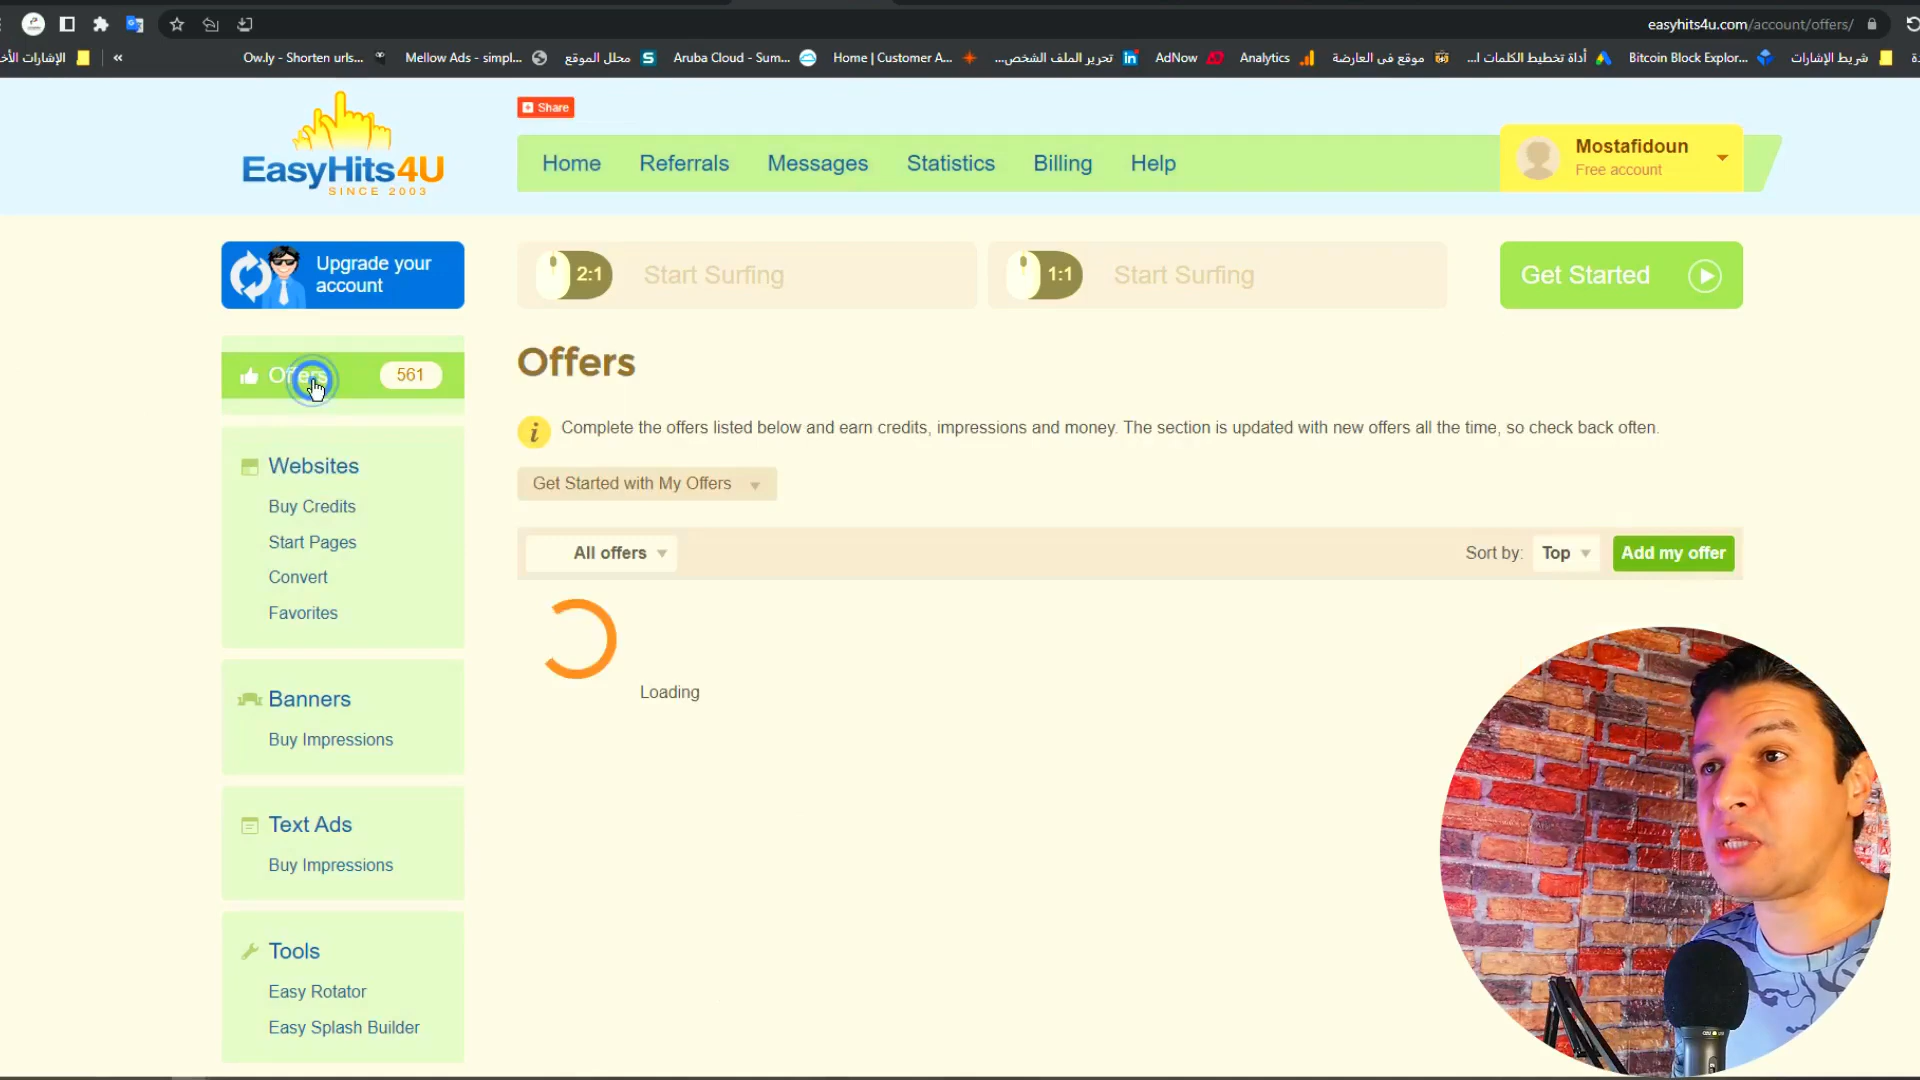 easyhits4u.com/account/offers/
الإشارات الأخ
«
Ow.ly - Shorten urls...
Mellow Ads - simpl...
محلل الموقع
Aruba Cloud - Sum...
Home | Customer A...
تحرير الملف الشخص...
AdNow
Analytics
موقع في العارضة
أداة تخطيط الكلمات ا...
Bitcoin Block Explor...
شريط الإشارات
EasyHits4U
SINCE 2003
Share
Home
Referrals
Messages
Statistics
Billing
Help
Mostafidoun
Free account
Upgrade your
account
2:1
Start Surfing
1:1
Start Surfing
Get Started
Offers
561
Websites
Buy Credits
Start Pages
Convert
Favorites
Banners
Buy Impressions
Text Ads
Buy Impressions
Tools
Easy Rotator
Easy Splash Builder
Offers
Complete the offers listed below and earn credits, impressions and money. The section is updated with new offers all the time, so check back often.
Get Started with My Offers
All offers
Sort by:
Top
Add my offer
Loading